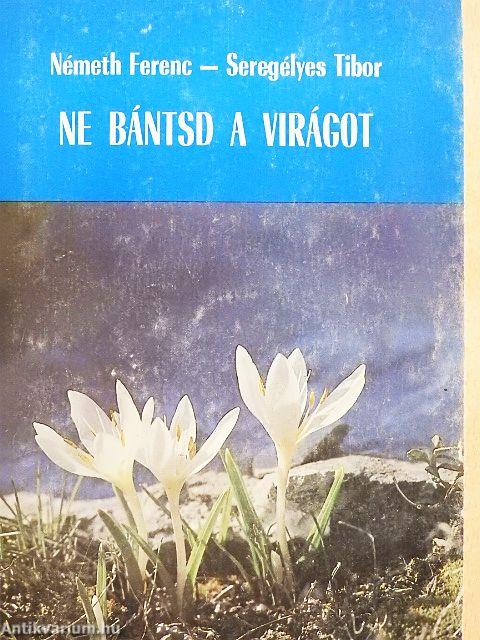 Németh Ferenc – Seregélyes Tibor
NE BÁNTSD A VIRÁGOT
Antikvarium.hu